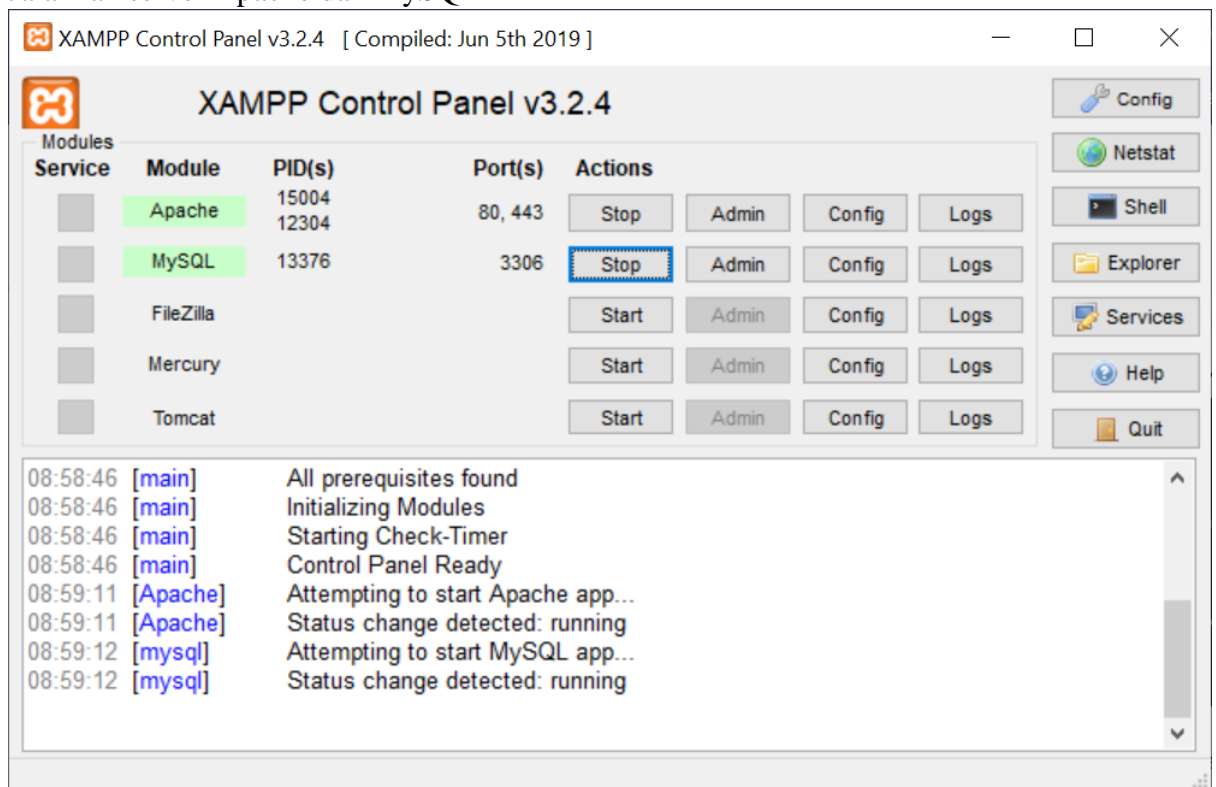 XAMPP Control Panel v3.2.4 [ Compiled: Jun 5th 2019 ]
XAMPP Control Panel v3.2.4
Config
Modules
Netstat
Service Module PID(s) Port(s) Actions
Apache 15004 12304 80, 443 Stop Admin Config Logs
Shell
MySQL 13376 3306 Stop Admin Config Logs
Explorer
FileZilla Start Admin Config Logs
Services
Mercury Start Admin Config Logs
Help
Tomcat Start Admin Config Logs
Quit
08:58:46 [main] All prerequisites found
08:58:46 [main] Initializing Modules
08:58:46 [main] Starting Check-Timer
08:58:46 [main] Control Panel Ready
08:59:11 [Apache] Attempting to start Apache app...
08:59:11 [Apache] Status change detected: running
08:59:12 [mysql] Attempting to start MySQL app...
08:59:12 [mysql] Status change detected: running